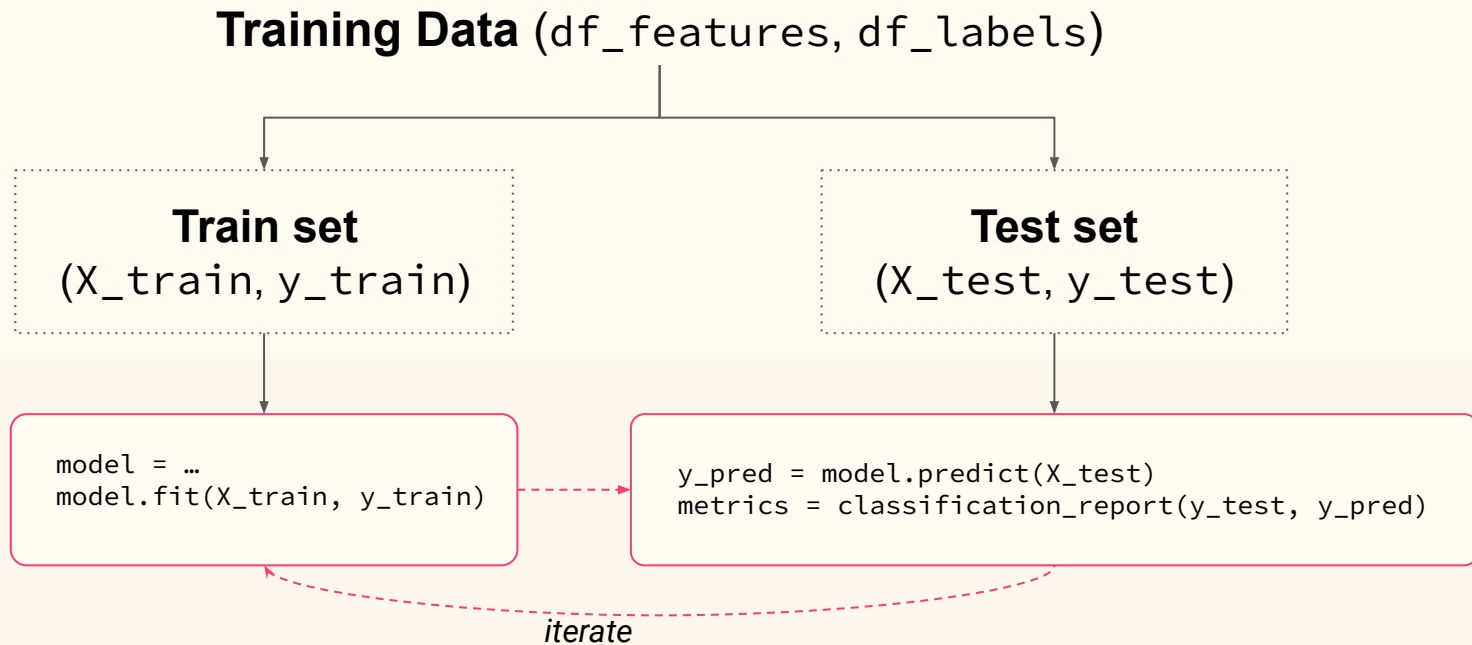 Training Data (df_features, df_labels)
Train set
(X_train, y_train)
Test set
(X_test, y_test)
model = …
model.fit(X_train, y_train)
y_pred = model.predict(X_test)
metrics = classification_report(y_test, y_pred)
iterate